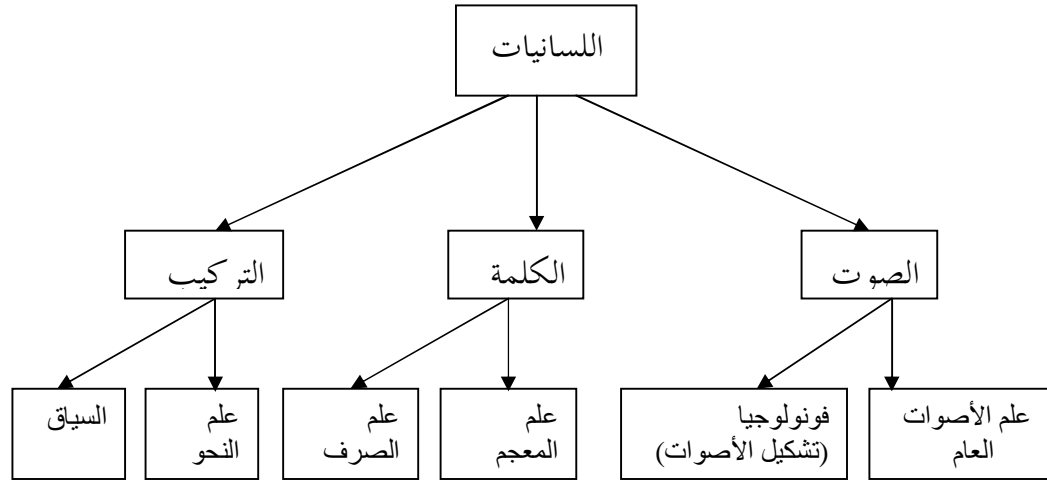 اللسانيات
الصوت
الكلمة
التركيب
علم الأصوات
العام
فونولوجيا
(تشكيل الأصوات)
علم
المعجم
علم
الصرف
علم
النحو
السياق